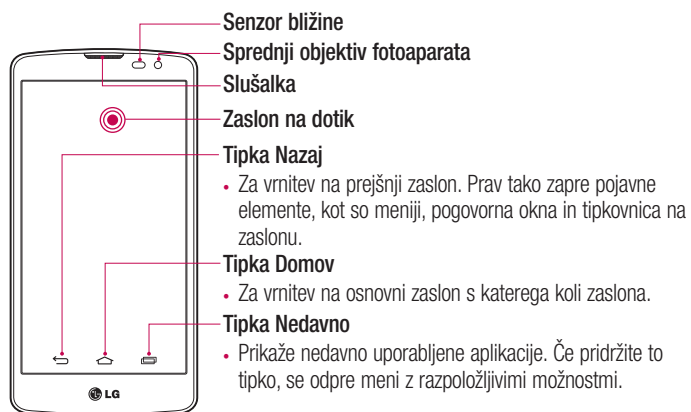 Senzor bližine
Sprednji objektiv fotoaparata
Slušalka
Zaslon na dotik
Tipka Nazaj
• Za vrnitev na prejšnji zaslon. Prav tako zapre pojavne
elemente, kot so meniji, pogovorna okna in tipkovnica na
zaslonu.
Tipka Domov
• Za vrnitev na osnovni zaslon s katerega koli zaslona.
Tipka Nedavno
• Prikaže nedavno uporabljene aplikacije. Če pridržite to
tipko, se odpre meni z razpoložljivimi možnostmi.
LG